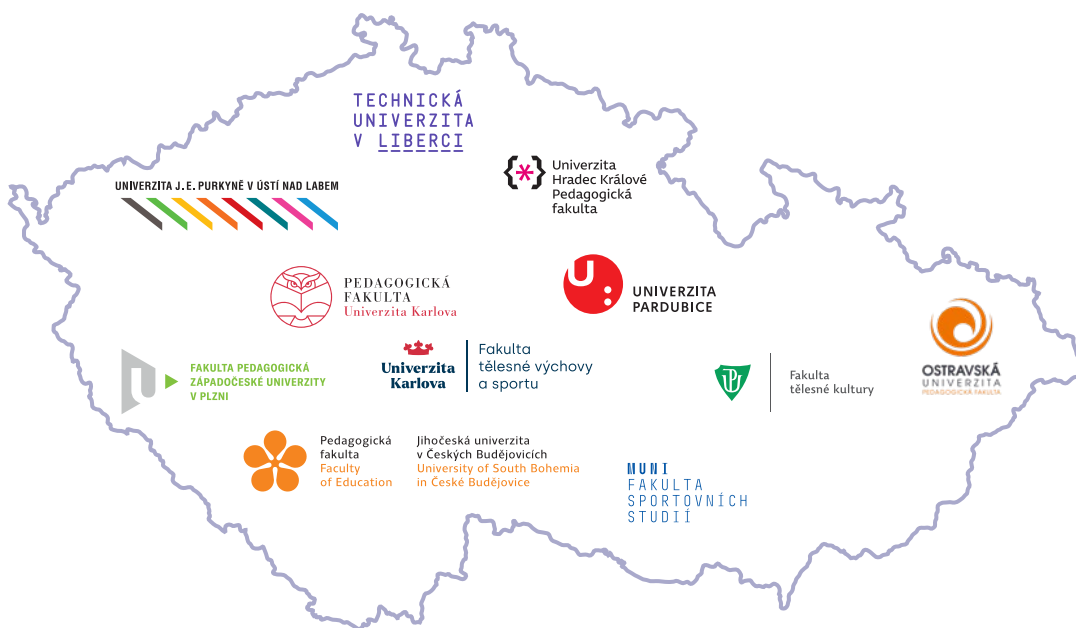 TECHNICKÁ
UNIVERZITA
V LIBERCI
Univerzita
Hradec Králové
Pedagogická
fakulta
UNIVERZITA J. E. PURKYNĚ V ÚSTÍ NAD LABEM
PEDAGOGICKÁ
FAKULTA
Univerzita Karlova
UNIVERZITA
PARDUBICE
Univerzita
Karlova
Fakulta
tělesné výchovy
a sportu
FAKULTA PEDAGOGICKÁ
ZÁPADOČESKÉ UNIVERZITY
V PLZNI
UP
Fakulta
tělesné kultury
OSTRAVSKÁ
UNIVERZITA
PEDAGOGICKÁ FAKULTA
Pedagogická
fakulta
Faculty
of Education
Jihočeská univerzita
v Českých Budějovicích
University of South Bohemia
in České Budějovice
MUNI
FAKULTA
SPORTOVNÍCH
STUDIÍ